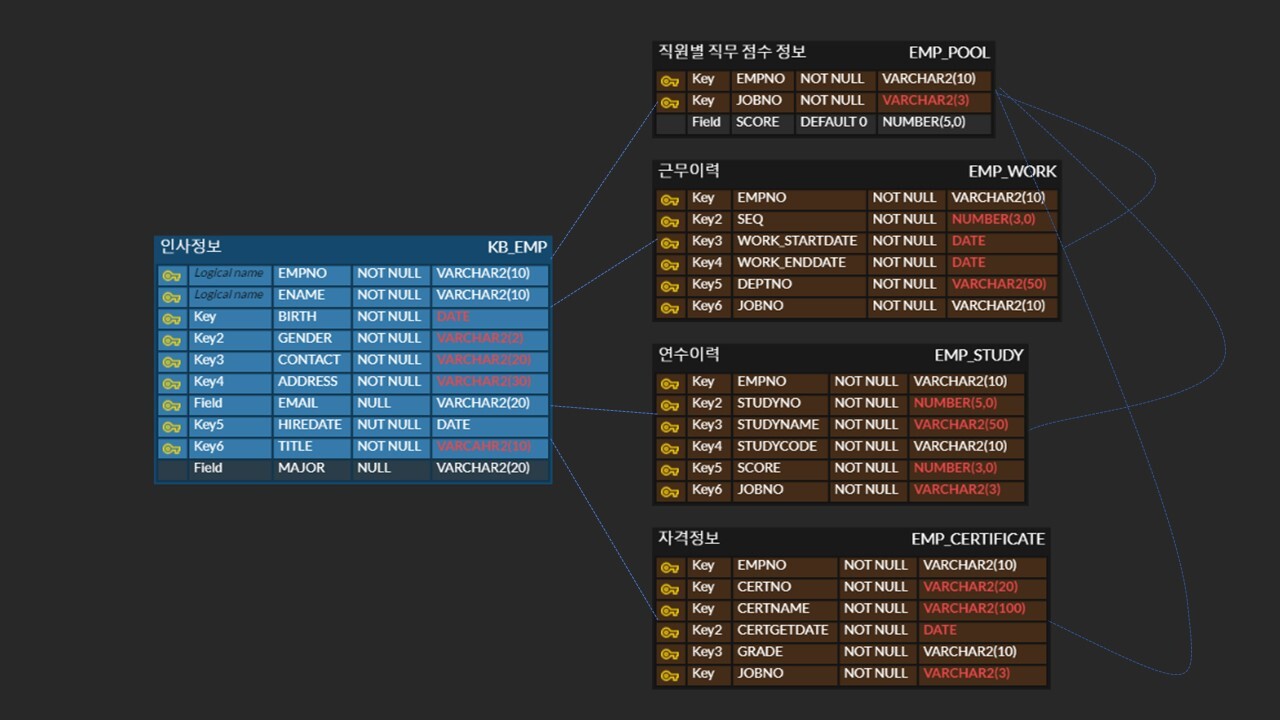 직원별 직무 점수 정보 EMP_POOL
Key EMPNO NOT NULL VARCHAR2(10)
Key JOBNO NOT NULL VARCHAR2(3)
Field SCORE DEFAULT 0 NUMBER(5,0)
근무이력 EMP_WORK
Key EMPNO NOT NULL VARCHAR2(10)
Key2 SEQ NOT NULL NUMBER(3,0)
Key3 WORK_STARTDATE NOT NULL DATE
Key4 WORK_ENDDATE NOT NULL DATE
Key5 DEPTNO NOT NULL VARCHAR2(50)
Key6 JOBNO NOT NULL VARCHAR2(10)
인사정보 KB_EMP
Logical name EMPNO NOT NULL VARCHAR2(10)
Logical name ENAME NOT NULL VARCHAR2(10)
Key BIRTH NOT NULL DATE
Key2 GENDER NOT NULL VARCHAR2(2)
Key3 CONTACT NOT NULL VARCHAR2(20)
Key4 ADDRESS NOT NULL VARCHAR2(30)
Field EMAIL NULL VARCHAR2(20)
Key5 HIREDATE NUT NULL DATE
Key6 TITLE NOT NULL VARCAHR2(10)
Field MAJOR NULL VARCHAR2(20)
연수이력 EMP_STUDY
Key EMPNO NOT NULL VARCHAR2(10)
Key2 STUDYNO NOT NULL NUMBER(5,0)
Key3 STUDYNAME NOT NULL VARCHAR2(50)
Key4 STUDYCODE NOT NULL VARCHAR2(10)
Key5 SCORE NOT NULL NUMBER(3,0)
Key6 JOBNO NOT NULL VARCHAR2(3)
자격정보 EMP_CERTIFICATE
Key EMPNO NOT NULL VARCHAR2(10)
Key CERTNO NOT NULL VARCHAR2(20)
Key CERTNAME NOT NULL VARCHAR2(100)
Key2 CERTGETDATE NOT NULL DATE
Key3 GRADE NOT NULL VARCHAR2(10)
Key JOBNO NOT NULL VARCHAR2(3)